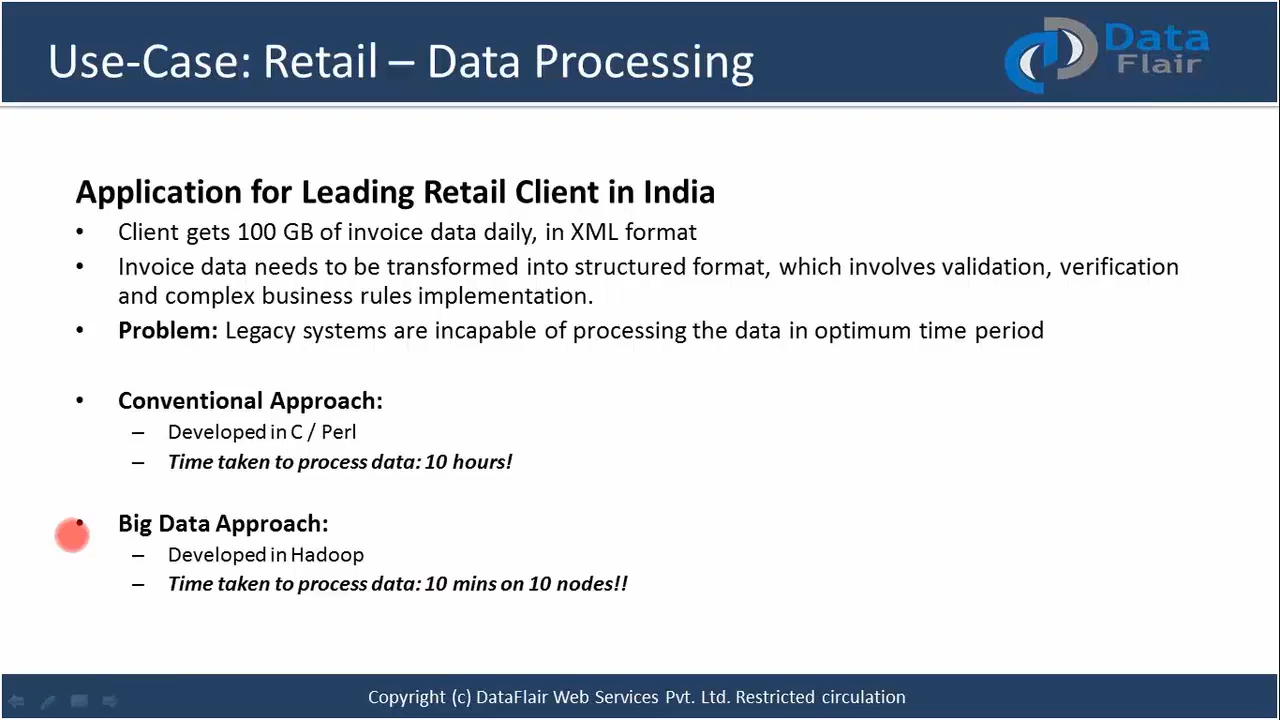 Use-Case: Retail – Data Processing
Data
Flair
Application for Leading Retail Client in India
• Client gets 100 GB of invoice data daily, in XML format
• Invoice data needs to be transformed into structured format, which involves validation, verification
and complex business rules implementation.
• Problem: Legacy systems are incapable of processing the data in optimum time period
• Conventional Approach:
– Developed in C / Perl
– Time taken to process data: 10 hours!
• Big Data Approach:
– Developed in Hadoop
– Time taken to process data: 10 mins on 10 nodes!!
Copyright (c) DataFlair Web Services Pvt. Ltd. Restricted circulation